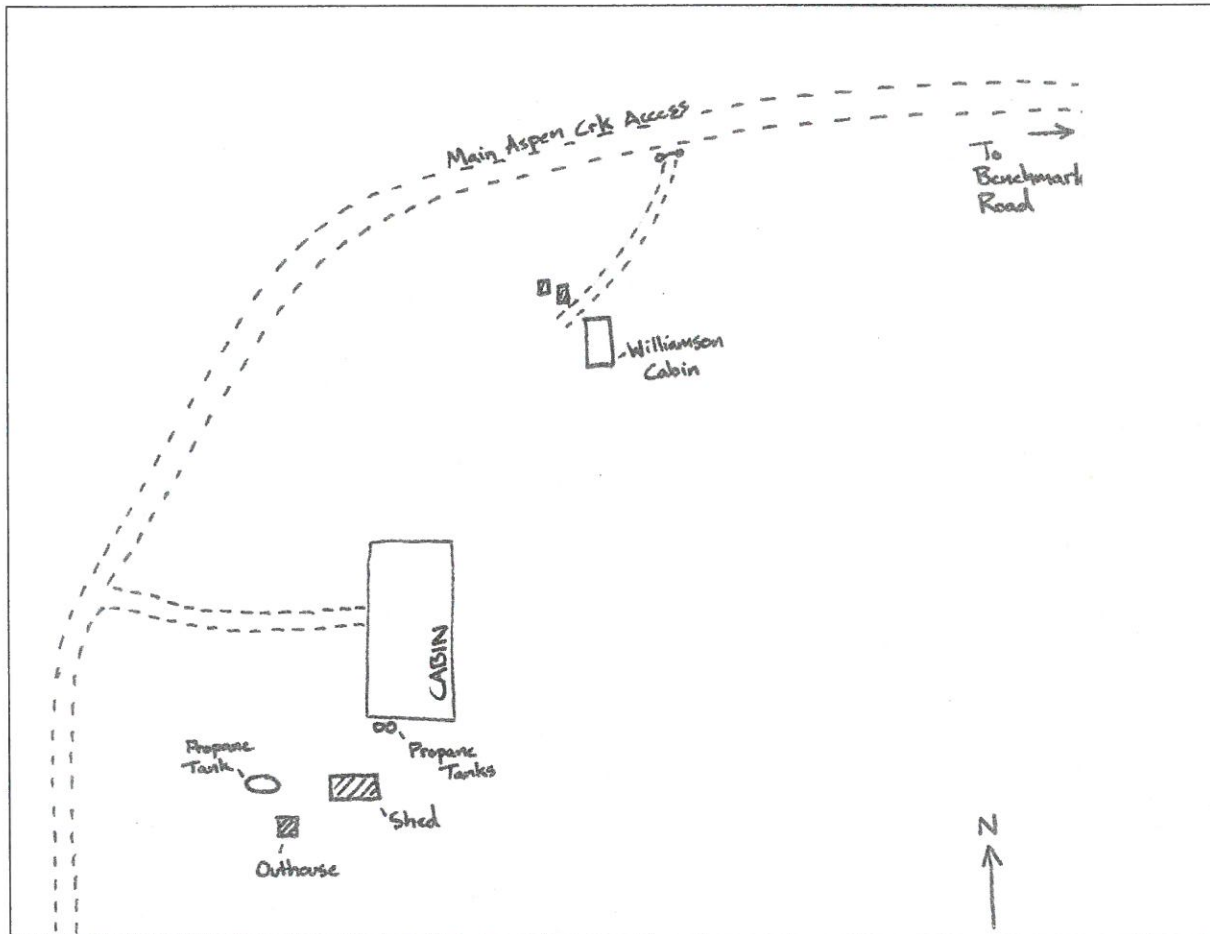 Main Aspen Crk Access
To
Benchmark
Road
Williamson
Cabin
CABIN
Propane
Tank
Propane
Tanks
Shed
Outhouse
N